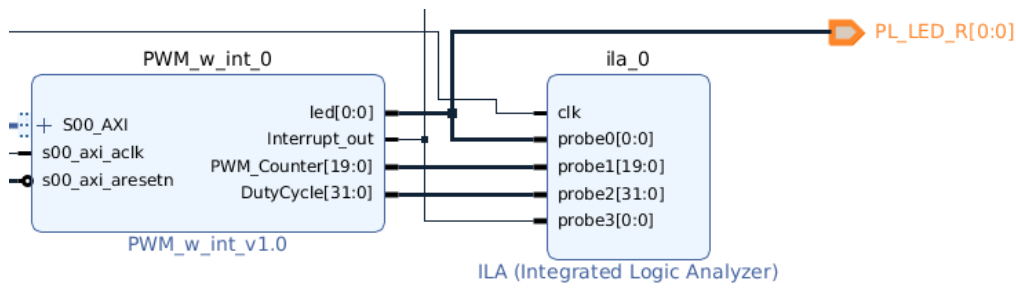 PL_LED_R[0:0]
PWM_w_int_0
led[0:0]
S00_AXI
Interrupt_out
s00_axi_aclk
PWM_Counter[19:0]
s00_axi_aresetn
DutyCycle[31:0]
PWM_w_int_v1.0
ila_0
clk
probe0[0:0]
probe1[19:0]
probe2[31:0]
probe3[0:0]
ILA (Integrated Logic Analyzer)